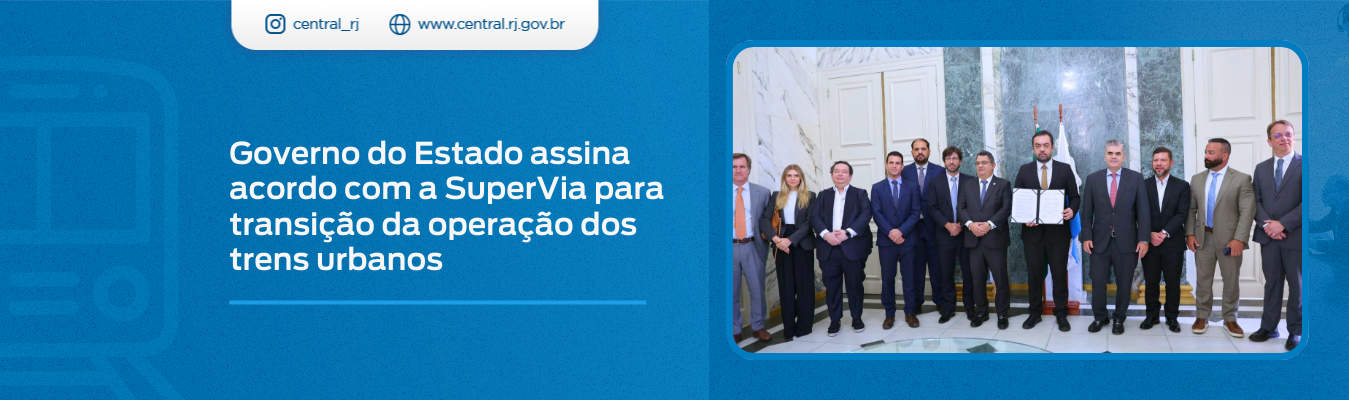 central_rj
www.central.rj.gov.br
Governo do Estado assina
acordo com a SuperVia para
transição da operação dos
trens urbanos